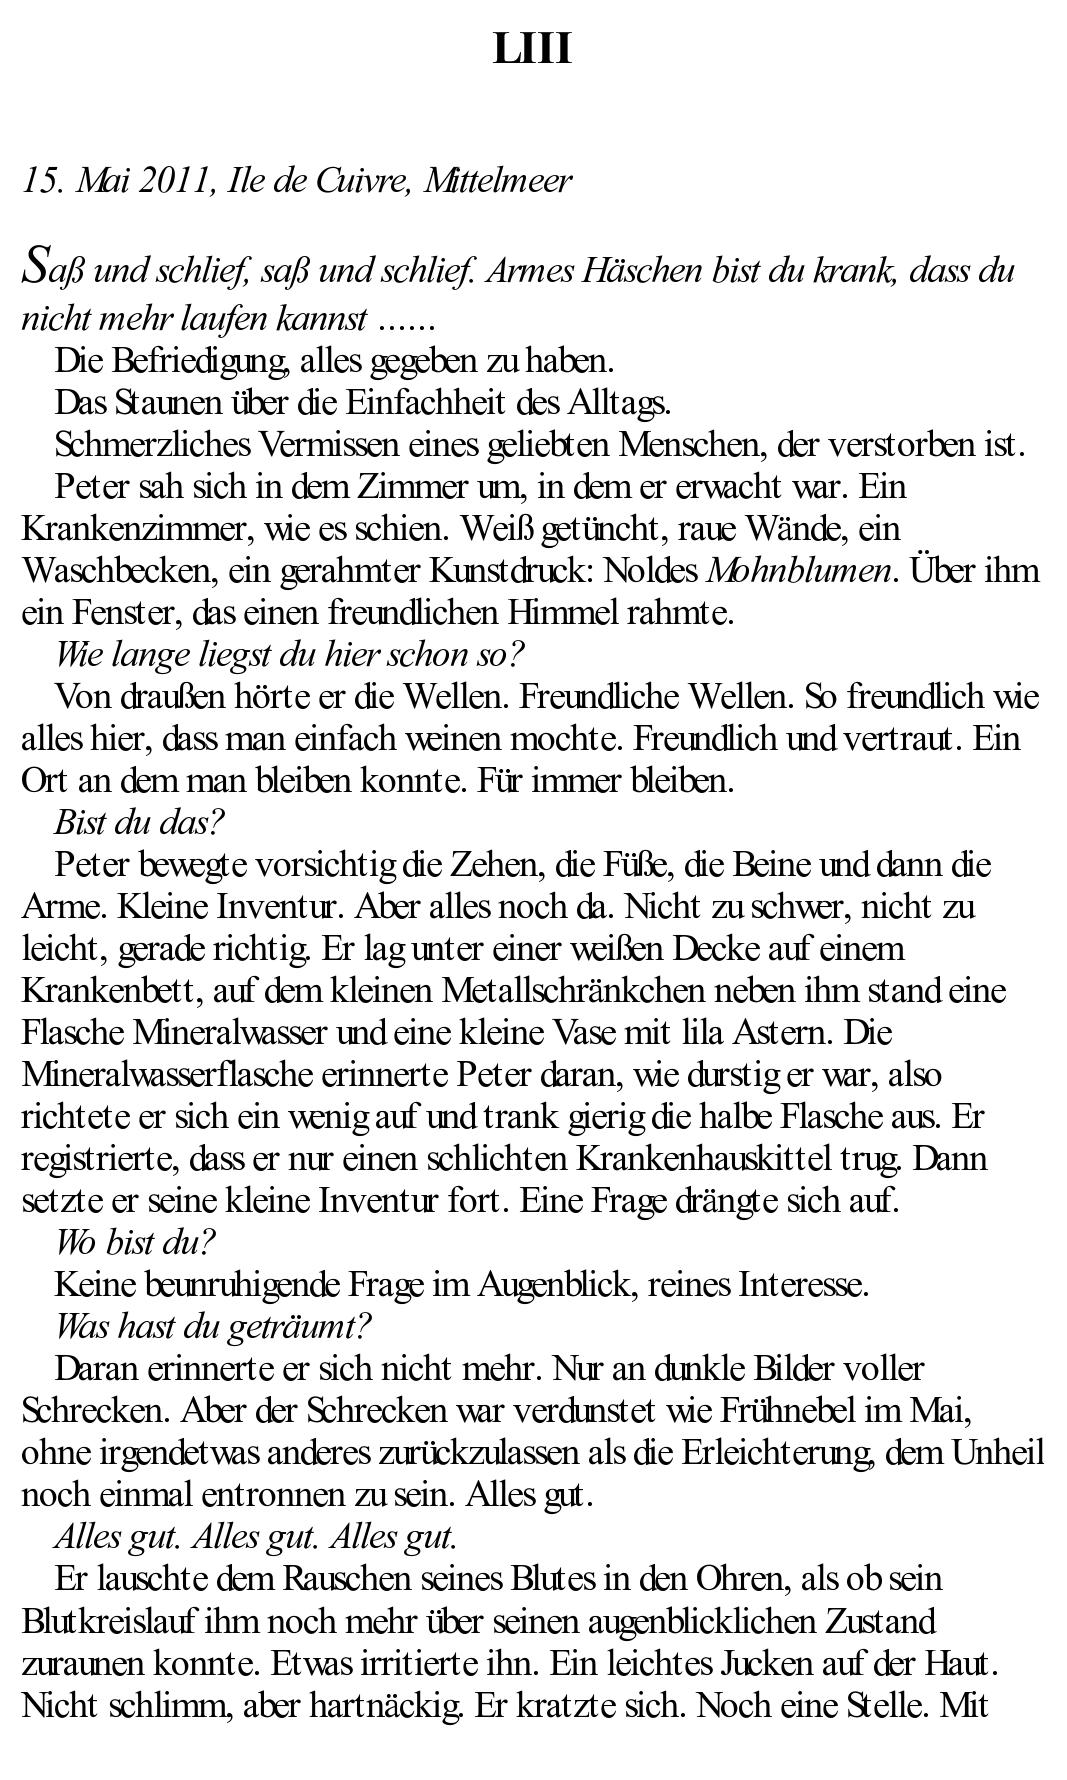 LIII
15. Mai 2011, Ile de Cuivre, Mittelmeer
Saß und schlief, saß und schlief. Armes Häschen bist du krank, dass du
nicht mehr laufen kannst ......
Die Befriedigung, alles gegeben zu haben.
Das Staunen über die Einfachheit des Alltags.
Schmerzliches Vermissen eines geliebten Menschen, der verstorben ist.
Peter sah sich in dem Zimmer um, in dem er erwacht war. Ein
Krankenzimmer, wie es schien. Weiß getüncht, raue Wände, ein
Waschbecken, ein gerahmter Kunstdruck: Noldes Mohnblumen. Über ihm
ein Fenster, das einen freundlichen Himmel rahmte.
Wie lange liegst du hier schon so?
Von draußen hörte er die Wellen. Freundliche Wellen. So freundlich wie
alles hier, dass man einfach weinen mochte. Freundlich und vertraut. Ein
Ort an dem man bleiben konnte. Für immer bleiben.
Bist du das?
Peter bewegte vorsichtig die Zehen, die Füße, die Beine und dann die
Arme. Kleine Inventur. Aber alles noch da. Nicht zu schwer, nicht zu
leicht, gerade richtig. Er lag unter einer weißen Decke auf einem
Krankenbett, auf dem kleinen Metallschränkchen neben ihm stand eine
Flasche Mineralwasser und eine kleine Vase mit lila Astern. Die
Mineralwasserflasche erinnerte Peter daran, wie durstig er war, also
richtete er sich ein wenig auf und trank gierig die halbe Flasche aus. Er
registrierte, dass er nur einen schlichten Krankenhauskittel trug. Dann
setzte er seine kleine Inventur fort. Eine Frage drängte sich auf.
Wo bist du?
Keine beunruhigende Frage im Augenblick, reines Interesse.
Was hast du geträumt?
Daran erinnerte er sich nicht mehr. Nur an dunkle Bilder voller
Schrecken. Aber der Schrecken war verdunstet wie Frühnebel im Mai,
ohne irgendetwas anderes zurückzulassen als die Erleichterung, dem Unheil
noch einmal entronnen zu sein. Alles gut.
Alles gut. Alles gut. Alles gut.
Er lauschte dem Rauschen seines Blutes in den Ohren, als ob sein
Blutkreislauf ihm noch mehr über seinen augenblicklichen Zustand
zuraunen konnte. Etwas irritierte ihn. Ein leichtes Jucken auf der Haut.
Nicht schlimm, aber hartnäckig. Er kratzte sich. Noch eine Stelle. Mit